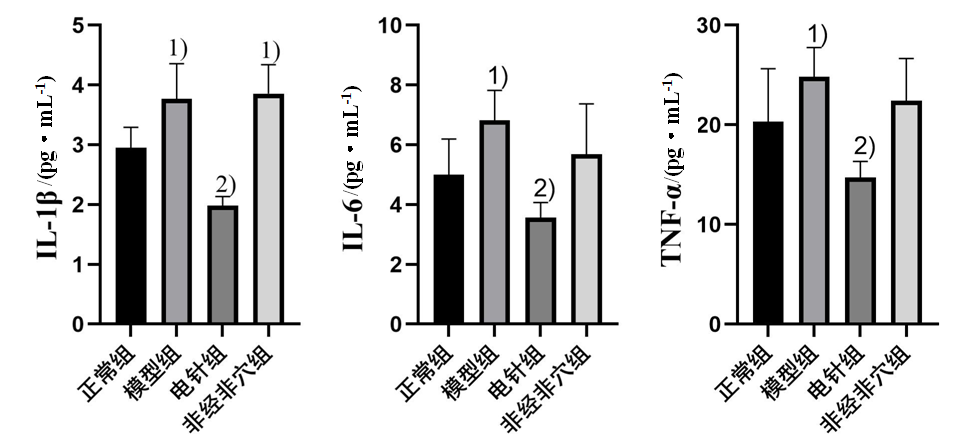 IL-1β/(pg·mL-1)
5
4
3
2
1
0
1)
2)
1)
正常组
模型组
电针组
非经非穴组
IL-6/(pg·mL-1)
10
8
6
4
2
0
1)
2)
正常组
模型组
电针组
非经非穴组
TNF-α/(pg·mL-1)
30
20
10
0
1)
2)
正常组
模型组
电针组
非经非穴组